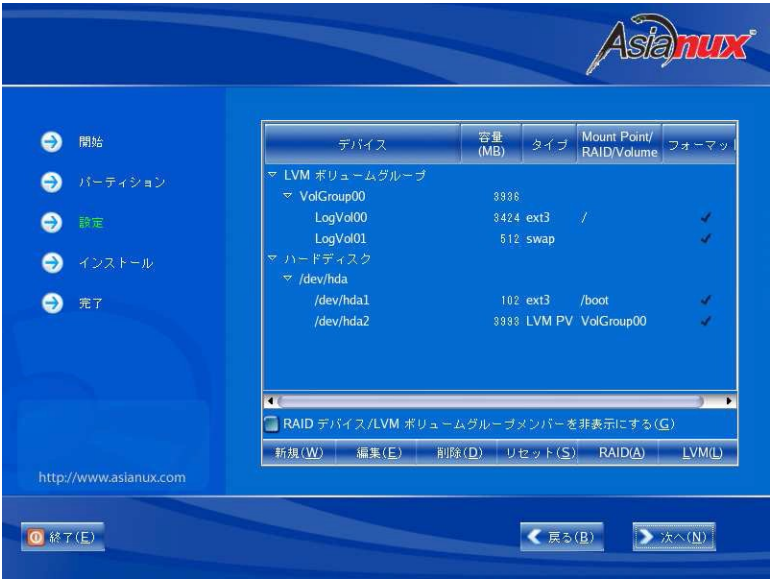 Asianux
開始
パーティション
設定
インストール
完了
http://www.asianux.com
デバイス 容量 (MB) タイプ Mount Point/ RAID/Volume フォーマット
LVM ボリュームグループ
VolGroup00 3936
LogVol00 3424 ext3 /
LogVol01 512 swap
ハードディスク
/dev/hda
/dev/hda1 102 ext3 /boot
/dev/hda2 3993 LVM PV VolGroup00
RAID デバイス/LVM ボリュームグループメンバーを非表示にする(G)
新規(W) 編集(E) 削除(D) リセット(S) RAID(A) LVM(L)
終了(E) 戻る(B) 次へ(N)